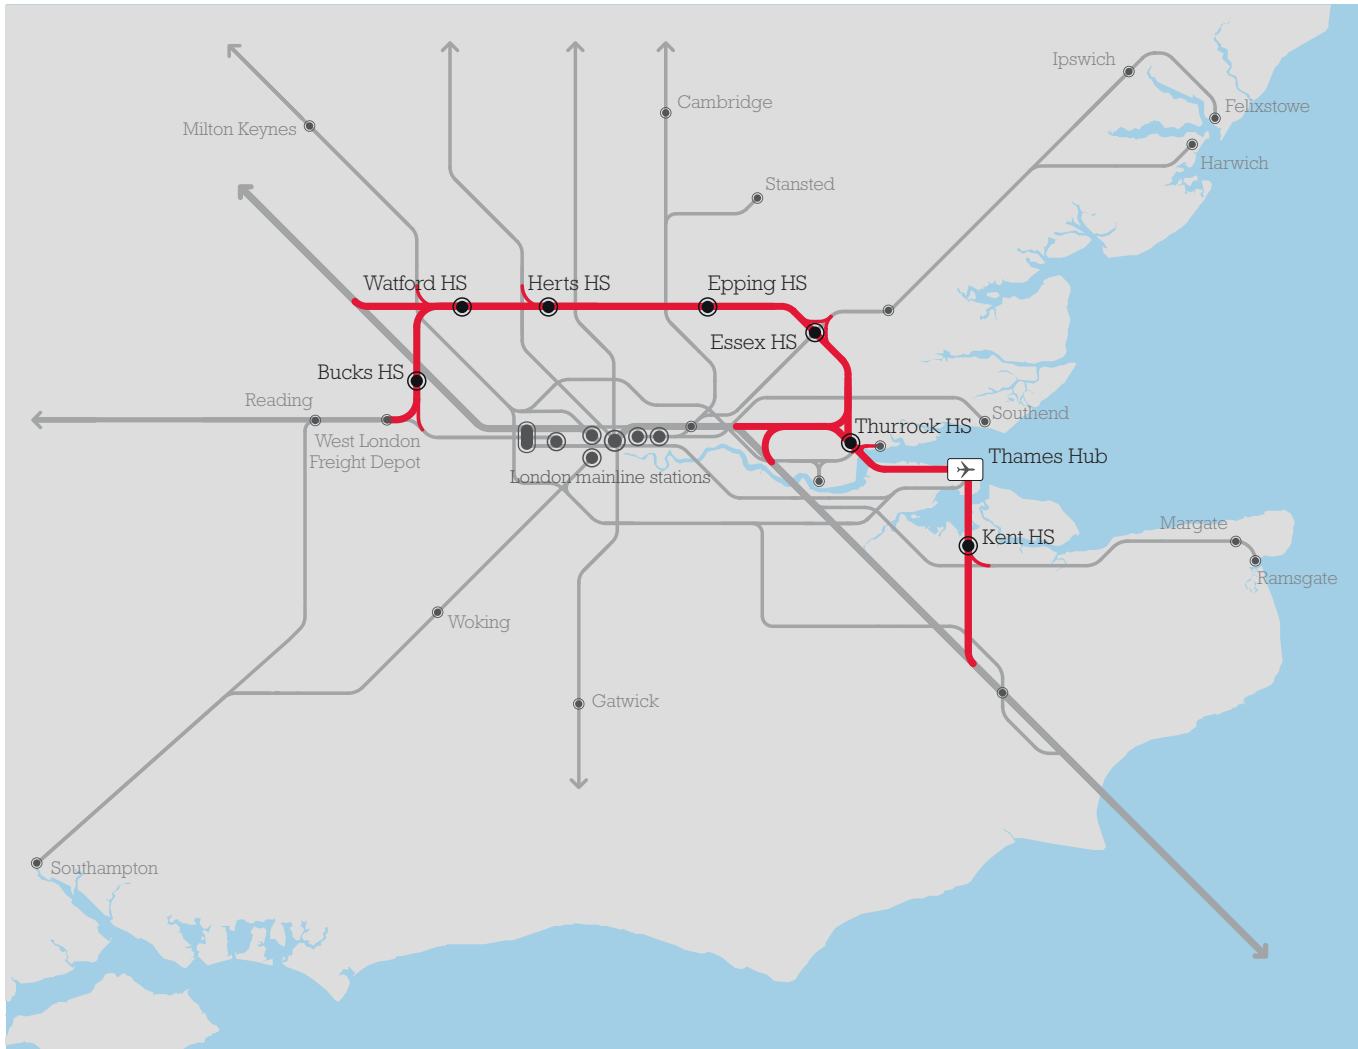 Ipswich
Cambridge
Felixstowe
Milton Keynes
Harwich
Stansted
Watford HS
Herts HS
Epping HS
Essex HS
Bucks HS
Reading
Southend
Thurrock HS
West London
Freight Depot
Thames Hub
London mainline stations
Margate
Kent HS
Ramsgate
Woking
Gatwick
Southampton